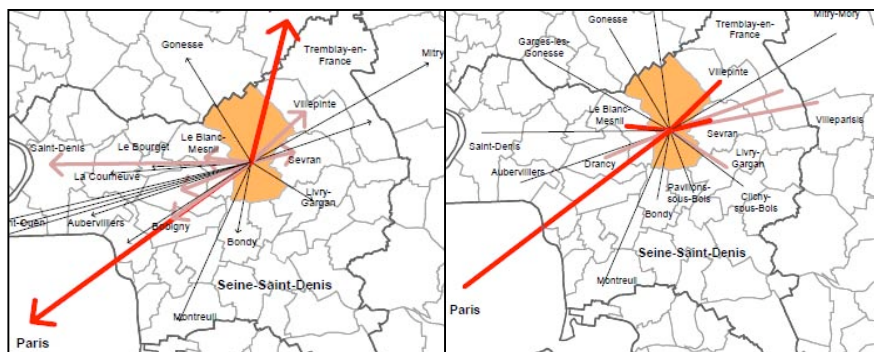 Gonesse
Tremblay-en-
France
Mitry
Villepinte
Le Blanc-
Mesnil
Le Bourget
Saint-Denis
Sevran
La Courneuve
Livry-
Gargan
Aubervilliers
Bobigny
Bondy
Seine-Saint-Denis
Montreuil
Paris
Gonesse
Mitry-Mory
Tremblay-en-
France
Garges-les-
Gonesse
Villepinte
Le Blanc-
Mesnil
Villeparisis
Sevran
Saint-Denis
Drancy
Livry-
Gargan
Aubervilliers
Pavillons-
sous-Bois
Clichy-
sous-Bois
Bondy
Seine-Saint-Denis
Montreuil
Paris